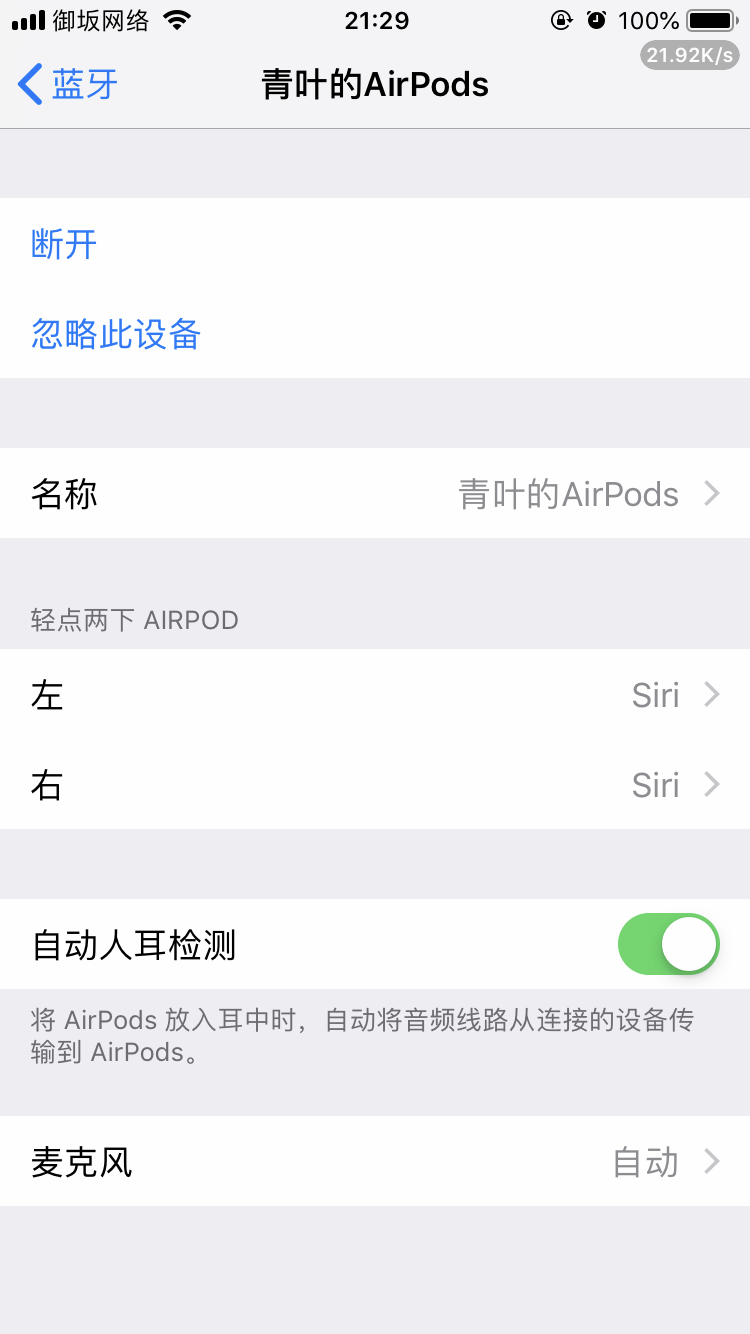 御坂网络 21:29 100%
21.92K/s
蓝牙 青叶的AirPods
断开
忽略此设备
名称 青叶的AirPods
轻点两下 AIRPOD
左 Siri
右 Siri
自动人耳检测
将 AirPods 放入耳中时，自动将音频线路从连接的设备传
输到 AirPods。
麦克风 自动